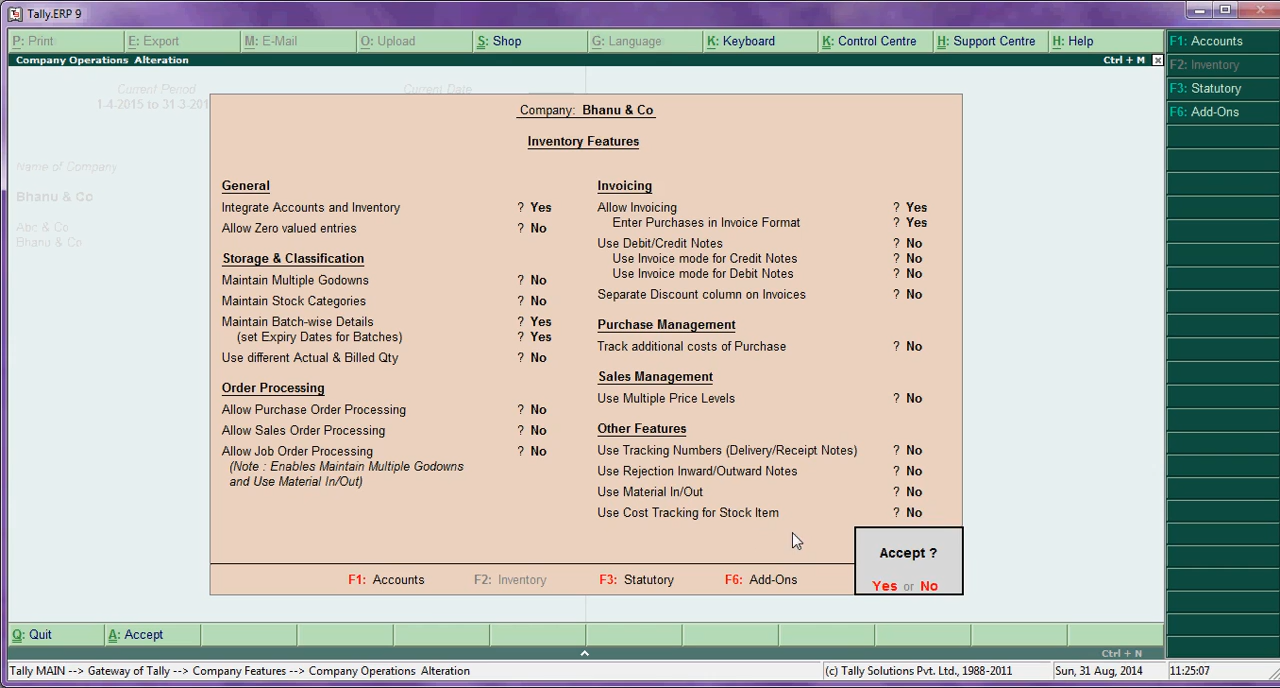 Tally.ERP 9
P: Print E: Export M: E-Mail O: Upload S: Shop G: Language K: Keyboard K: Control Centre H: Support Centre H: Help
F1: Accounts
F2: Inventory
F3: Statutory
F6: Add-Ons
Company Operations Alteration Ctrl + M
Current Period Current Date
1-4-2015 to 31-3-201
Name of Company
Bhanu & Co
Abc & Co
Bhanu & Co
Company: Bhanu & Co
Inventory Features
General
Integrate Accounts and Inventory ? Yes
Allow Zero valued entries ? No
Storage & Classification
Maintain Multiple Godowns ? No
Maintain Stock Categories ? No
Maintain Batch-wise Details ? Yes
(set Expiry Dates for Batches) ? Yes
Use different Actual & Billed Qty ? No
Order Processing
Allow Purchase Order Processing ? No
Allow Sales Order Processing ? No
Allow Job Order Processing ? No
(Note : Enables Maintain Multiple Godowns
and Use Material In/Out)
Invoicing
Allow Invoicing ? Yes
Enter Purchases in Invoice Format ? Yes
Use Debit/Credit Notes ? No
Use Invoice mode for Credit Notes ? No
Use Invoice mode for Debit Notes ? No
Separate Discount column on Invoices ? No
Purchase Management
Track additional costs of Purchase ? No
Sales Management
Use Multiple Price Levels ? No
Other Features
Use Tracking Numbers (Delivery/Receipt Notes) ? No
Use Rejection Inward/Outward Notes ? No
Use Material In/Out ? No
Use Cost Tracking for Stock Item ? No
F1: Accounts F2: Inventory F3: Statutory F6: Add-Ons
Accept ?
Yes or No
Q: Quit A: Accept
Ctrl + N
Tally MAIN --> Gateway of Tally --> Company Features --> Company Operations Alteration (c) Tally Solutions Pvt. Ltd., 1988-2011 Sun, 31 Aug, 2014 11:25:07